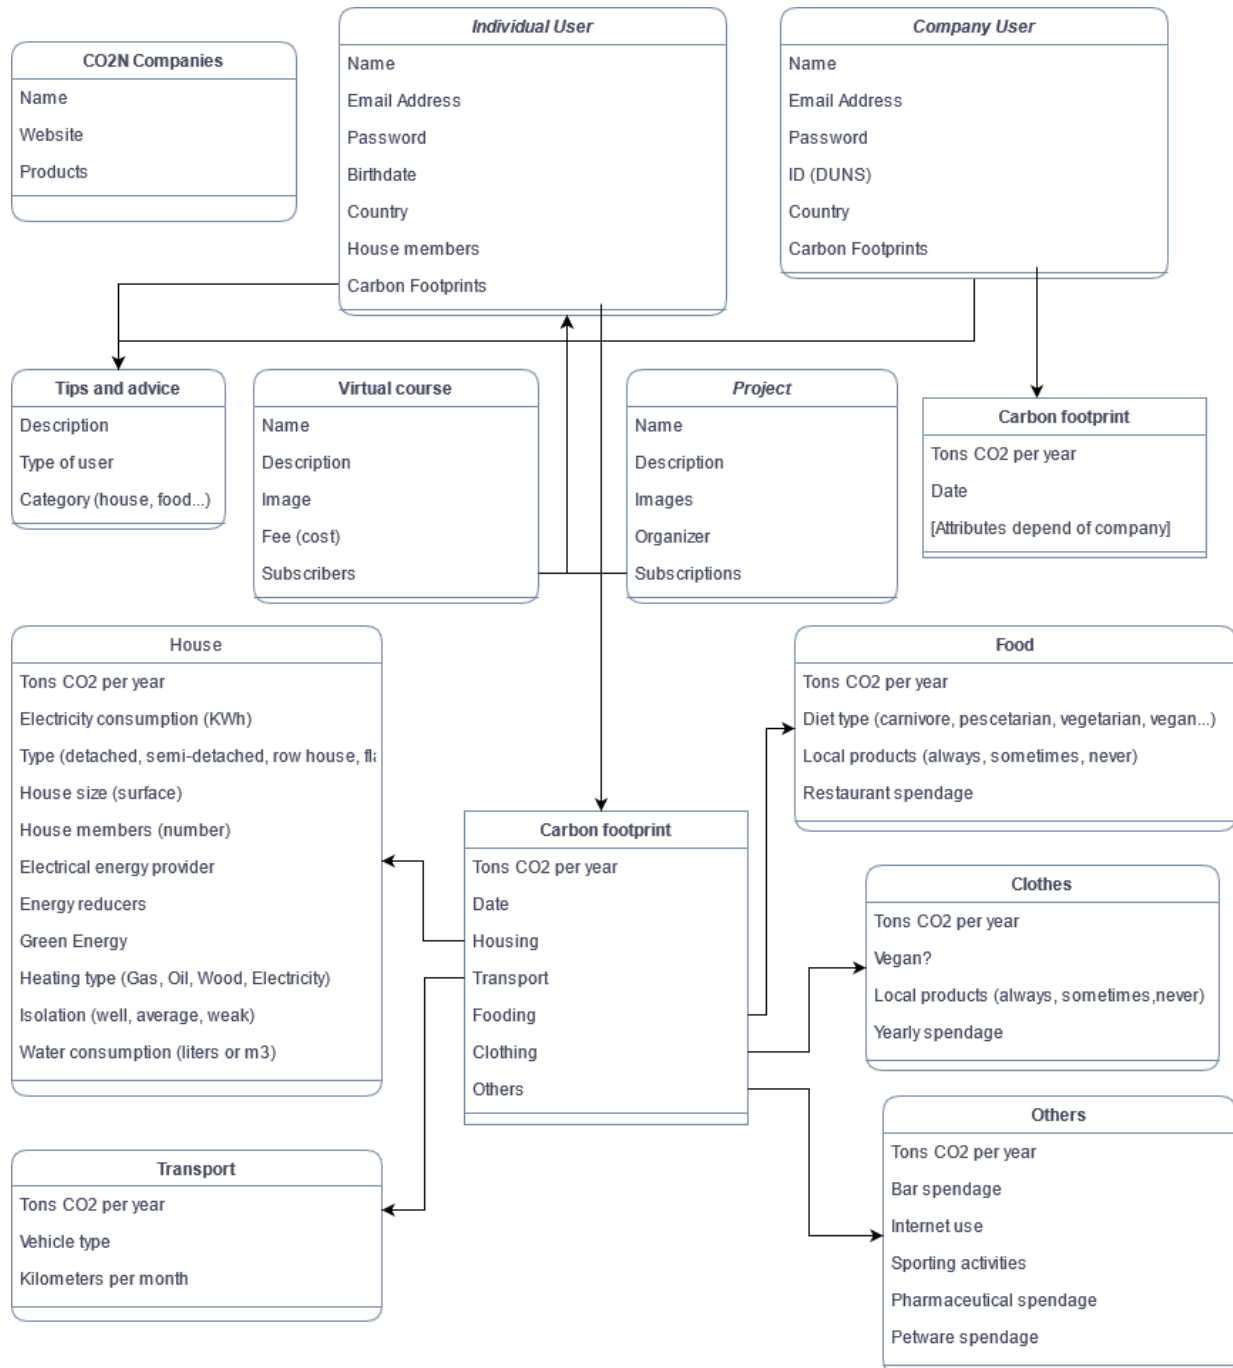 CO2N Companies
Name
Website
Products
Individual User
Name
Email Address
Password
Birthdate
Country
House members
Carbon Footprints
Company User
Name
Email Address
Password
ID (DUNS)
Country
Carbon Footprints
Tips and advice
Description
Type of user
Category (house, food...)
Virtual course
Name
Description
Image
Fee (cost)
Subscribers
Project
Name
Description
Images
Organizer
Subscriptions
Carbon footprint
Tons CO2 per year
Date
[Attributes depend of company]
House
Tons CO2 per year
Electricity consumption (KWh)
Type (detached, semi-detached, row house,
House size (surface)
House members (number)
Electrical energy provider
Energy reducers
Green Energy
Heating type (Gas, Oil, Wood, Electricity)
Isolation (well, average, weak)
Water consumption (liters or m3)
Transport
Tons CO2 per year
Vehicle type
Kilometers per month
Carbon footprint
Tons CO2 per year
Date
Housing
Transport
Fooding
Clothing
Others
Food
Tons CO2 per year
Diet type (carnivore, pescetarian, vegetarian, vegan...)
Local products (always, sometimes, never)
Restaurant spendage
Clothes
Tons CO2 per year
Vegan?
Local products (always, sometimes,never)
Yearly spendage
Others
Tons CO2 per year
Bar spendage
Internet use
Sporting activities
Pharmaceutical spendage
Petware spendage